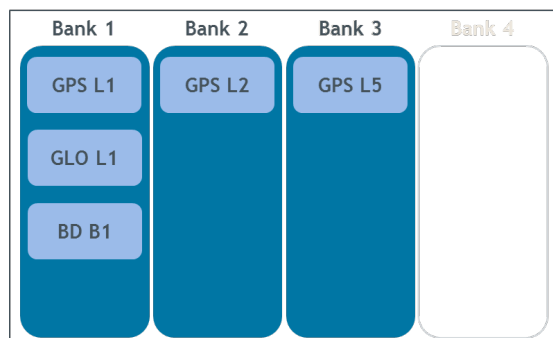 Bank 1 Bank 2 Bank 3 Bank 4
GPS L1 GPS L2 GPS L5
GLO L1
BD B1